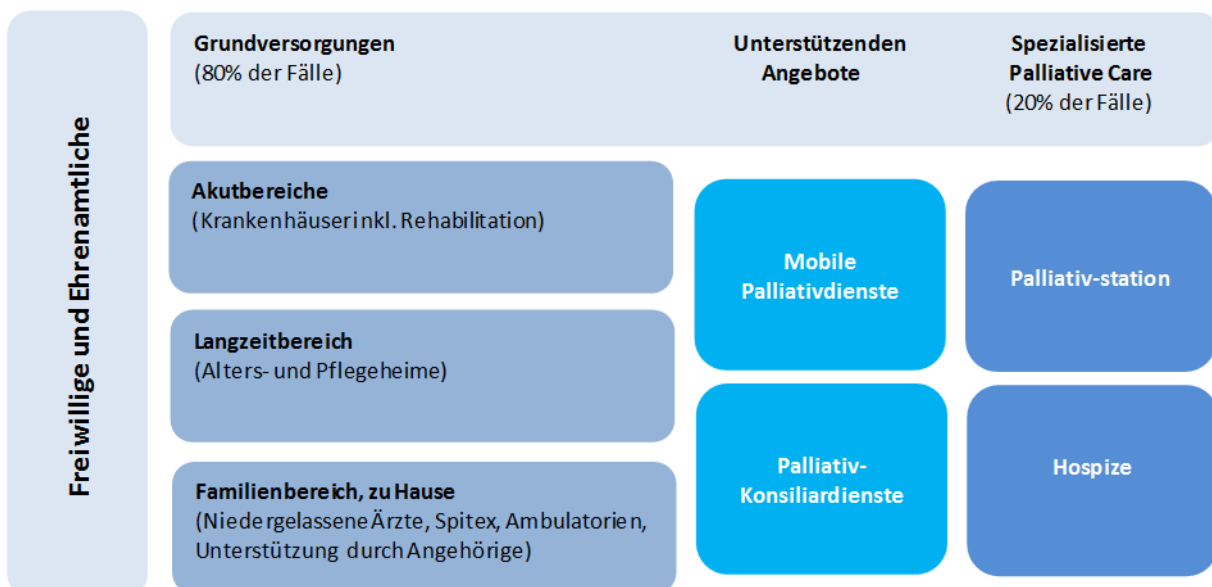 Freiwillige und Ehrenamtliche
Grundversorgungen
(80% der Fälle)
Unterstützenden
Angebote
Spezialisierte
Palliative Care
(20% der Fälle)
Akutbereiche
(Krankenhäuser inkl. Rehabilitation)
Langzeitbereich
(Alters- und Pflegeheime)
Familienbereich, zu Hause
(Niedergelassene Ärzte, Spitex, Ambulatorien,
Unterstützung durch Angehörige)
Mobile
Palliativdienste
Palliativ-
Konsiliardienste
Palliativ-station
Hospize